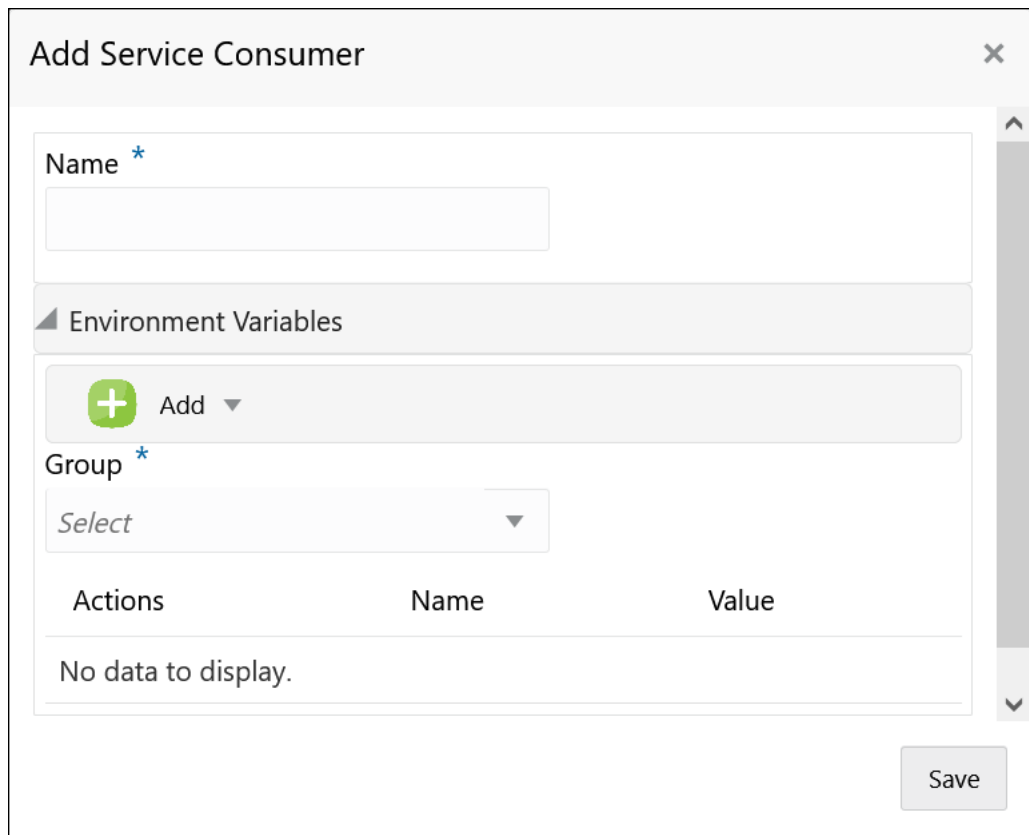 Add Service Consumer
Name *
Environment Variables
Add
Group *
Select
Actions Name Value
No data to display.
Save